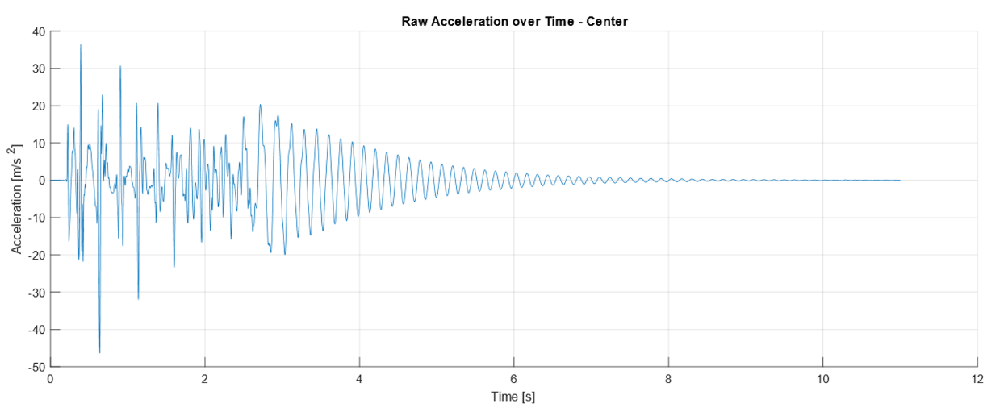 Raw Acceleration over Time - Center
40
30
20
10
0
-10
-20
-30
-40
-50
Acceleration [m/s ²]
0 2 4 6 8 10 12
Time [s]